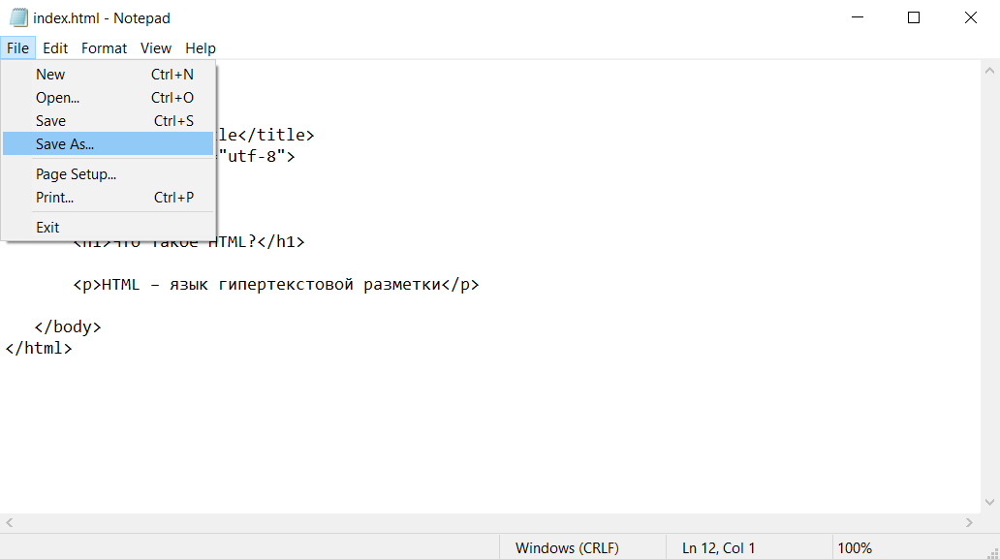 index.html - Notepad
File Edit Format View Help
New Ctrl+N
Open... Ctrl+O
Save Ctrl+S
Save As...
Page Setup...
Print... Ctrl+P
Exit
le</title>
"utf-8">
<h1>Что такое HTML?</h1>
<p>HTML – язык гипертекстовой разметки</p>
</body>
</html>
Windows (CRLF) Ln 12, Col 1 100%